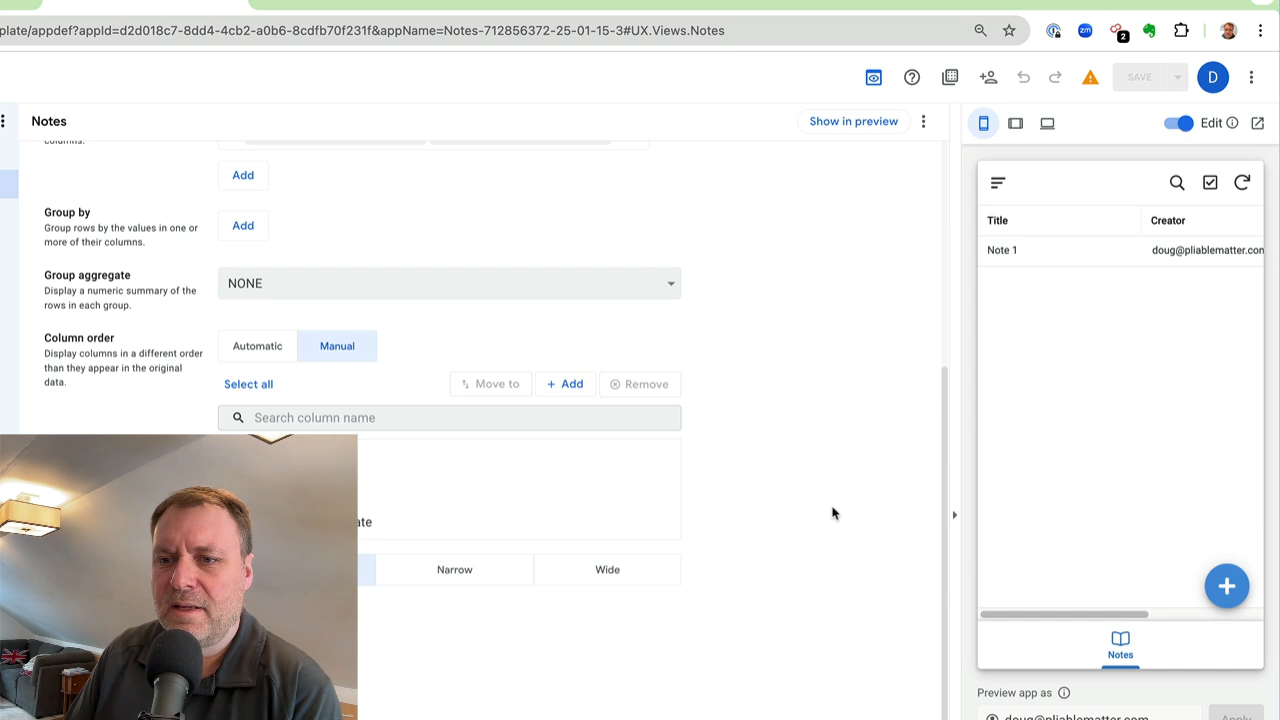 plate/appdef?appId=d2d018c7-8dd4-4cb2-a0b6-8cdfb70f231f&appName=Notes-712856372-25-01-15-3#UX.Views.Notes
zm
2
SAVE
D
Notes
Show in preview
Edit
columns.
Add
Group by
Group rows by the values in one or
more of their columns.
Add
Group aggregate
Display a numeric summary of the
rows in each group.
NONE
Column order
Display columns in a different order
than they appear in the original
data.
Automatic
Manual
Select all
Move to
+ Add
Remove
Search column name
ate
Narrow
Wide
Title
Creator
Note 1
doug@pliablematter.con
Notes
Preview app as
doug@pliablematter.com
Apply